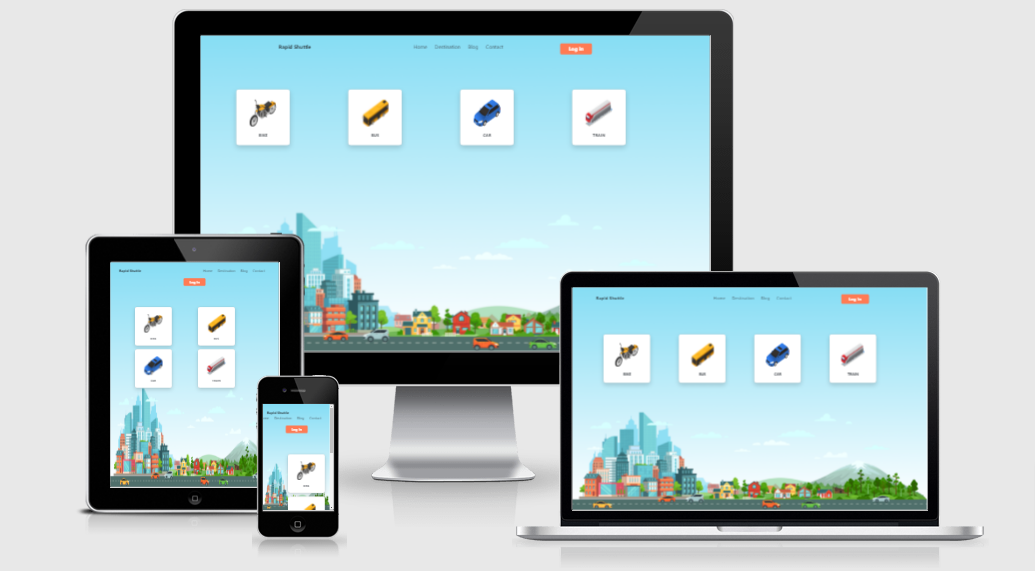 Rapid Shuttle
Home Destination Blog Contact
Log in
BIKE
BUS
CAR
TRAIN
Rapid Shuttle
Home Destination Blog Contact
Log in
BIKE
BUS
CAR
TRAIN
Rapid Shuttle
Destination Blog Contact
Log in
BIKE
Rapid Shuttle
Home Destination Blog Contact
Log in
BIKE
BUS
CAR
TRAIN